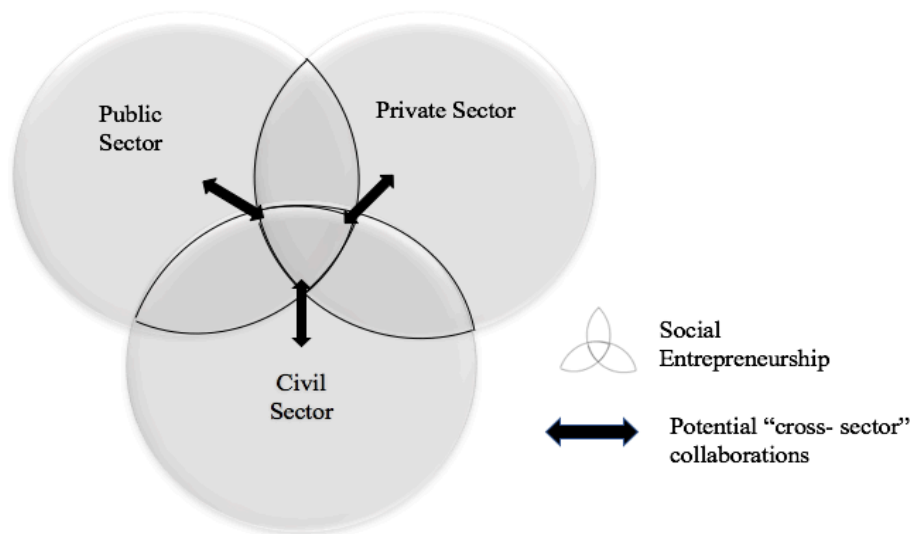 Public
Sector
Private Sector
Civil
Sector
Social
Entrepreneurship
Potential “cross- sector”
collaborations